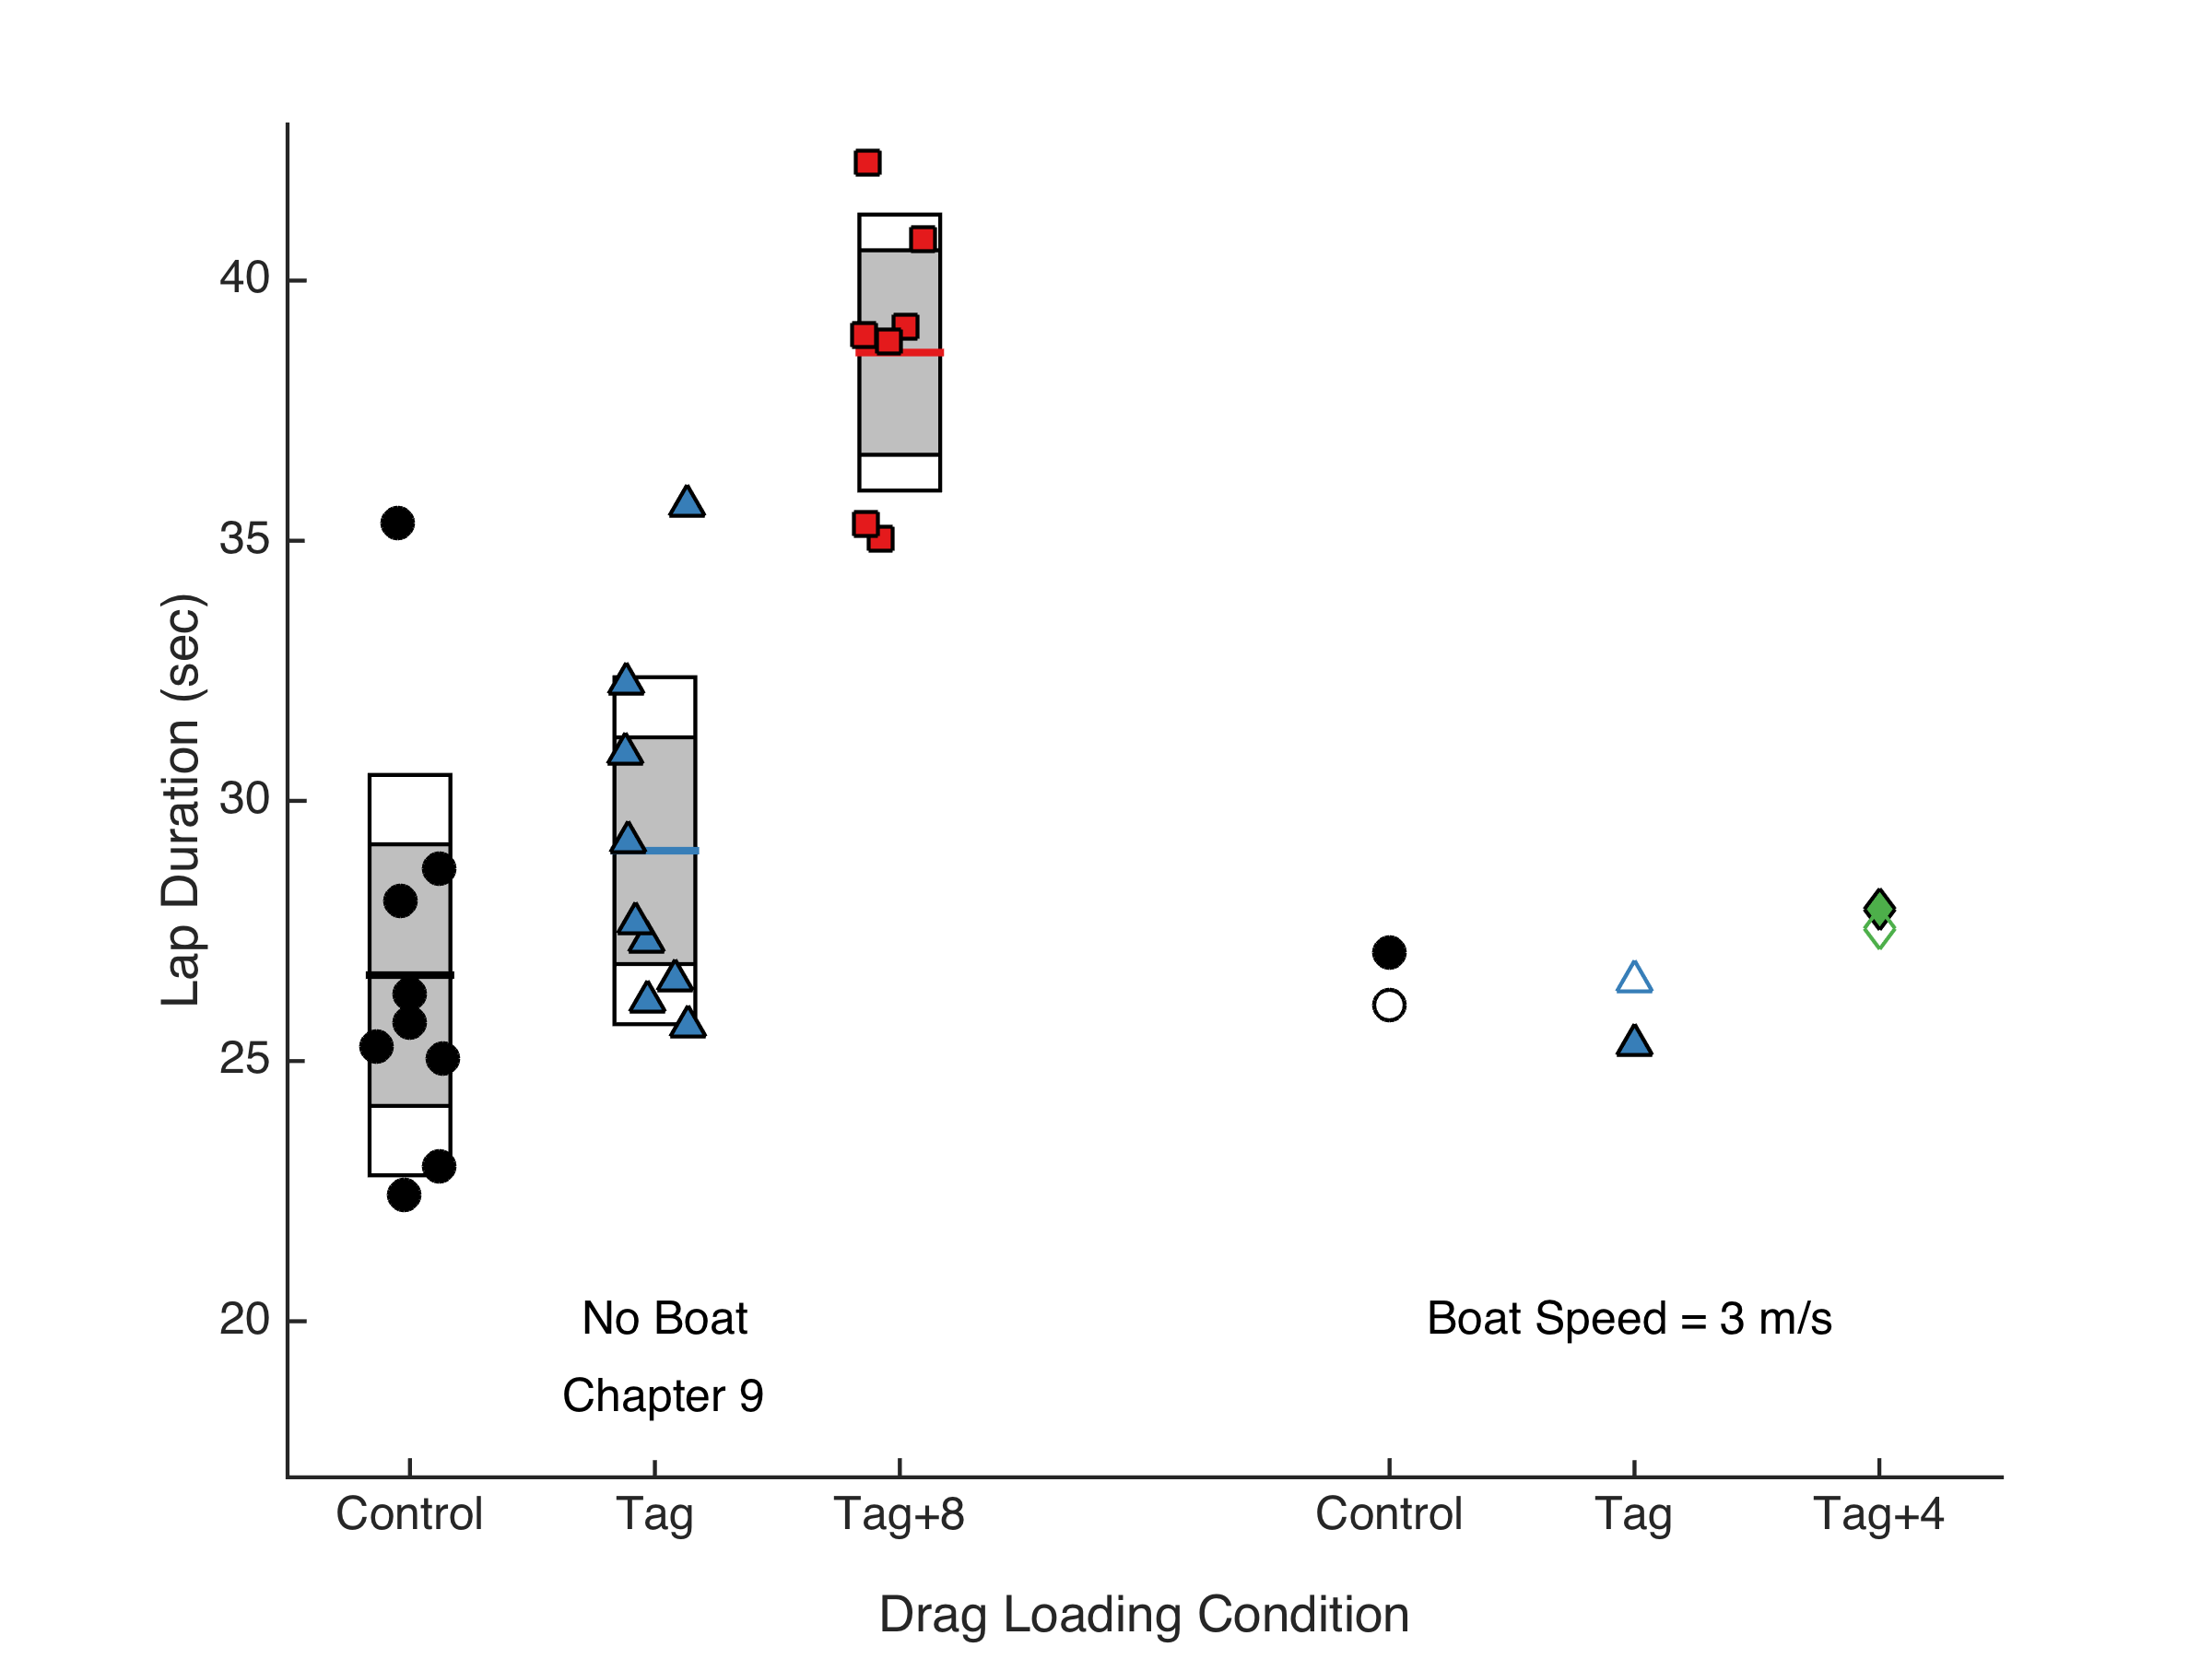 Lap Duration (sec)
40
35
30
25
20
No Boat
Chapter 9
Boat Speed = 3 m/s
Control
Tag
Tag+8
Control
Tag
Tag+4
Drag Loading Condition